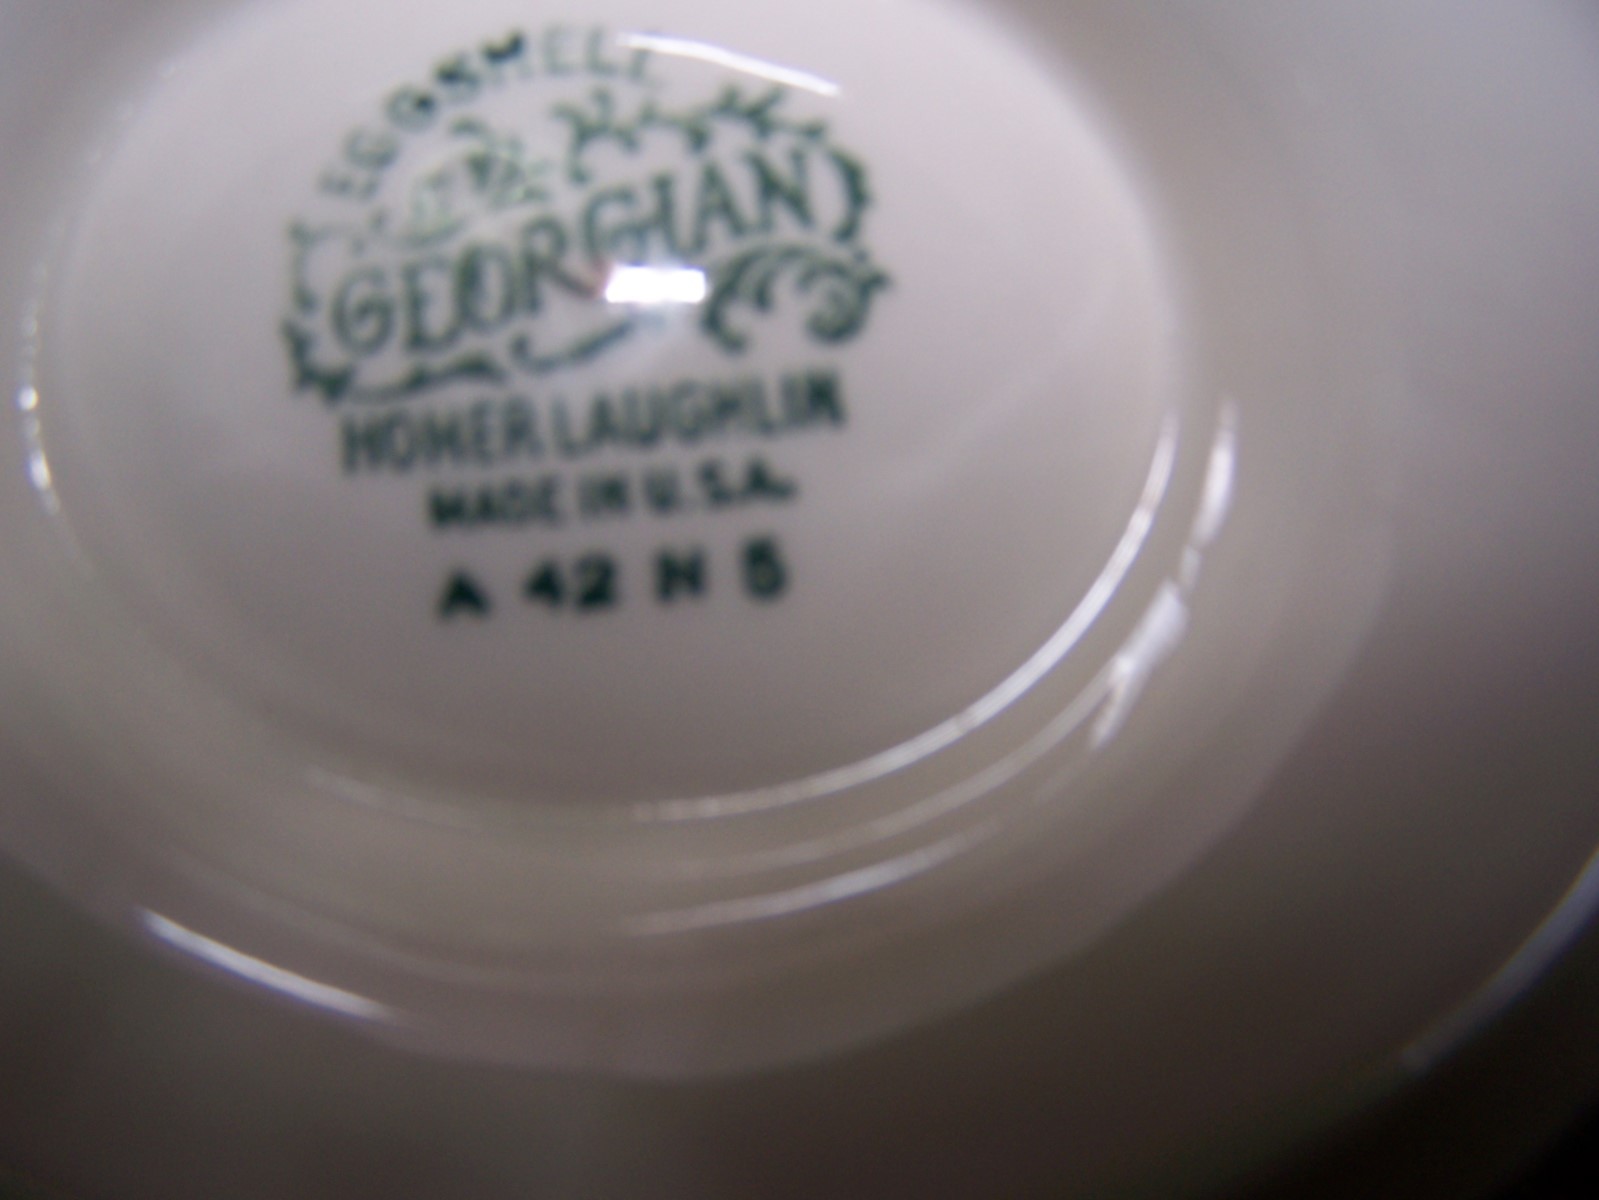 EGGSHELL
GEORGIAN
HOMER LAUGHLIN
MADE IN U.S.A.
A 42 N 5